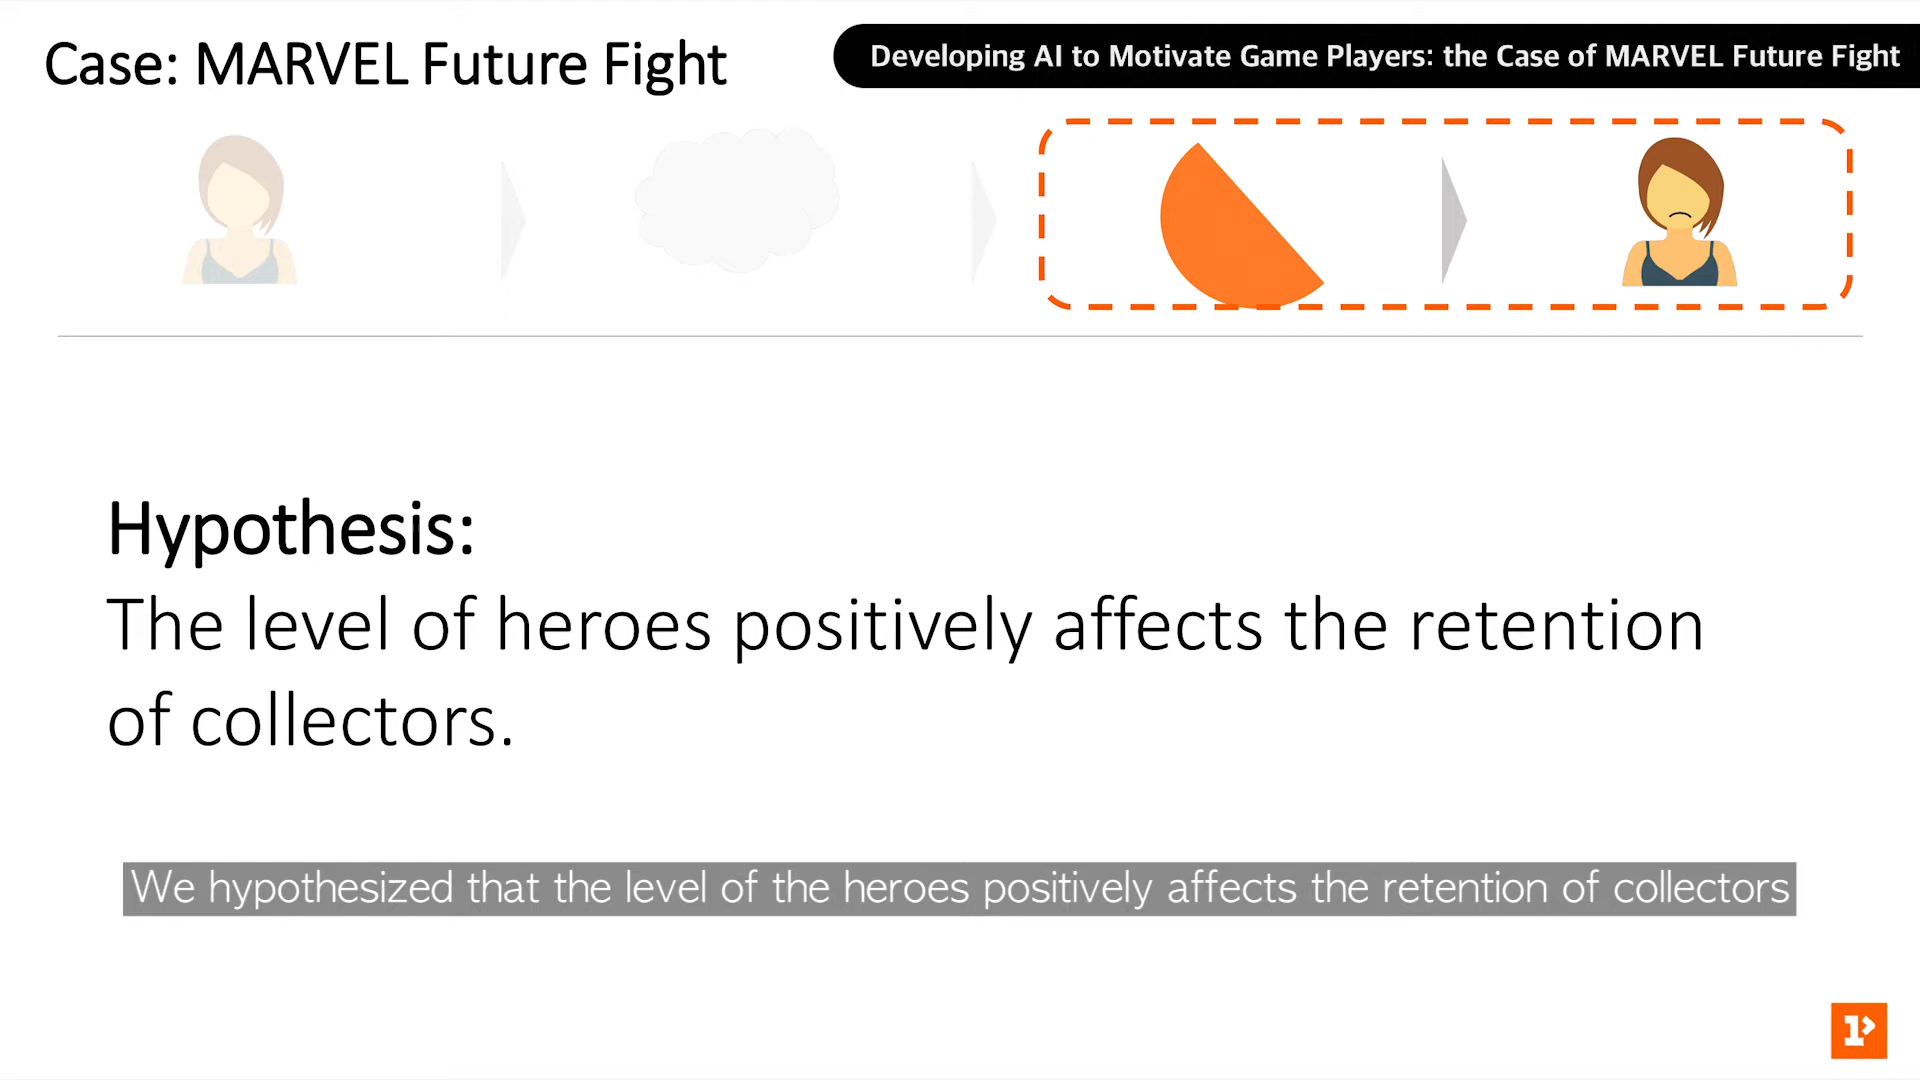 Case: MARVEL Future Fight
Developing AI to Motivate Game Players: the Case of MARVEL Future Fight
Hypothesis:
The level of heroes positively affects the retention
of collectors.
We hypothesized that the level of the heroes positively affects the retention of collectors